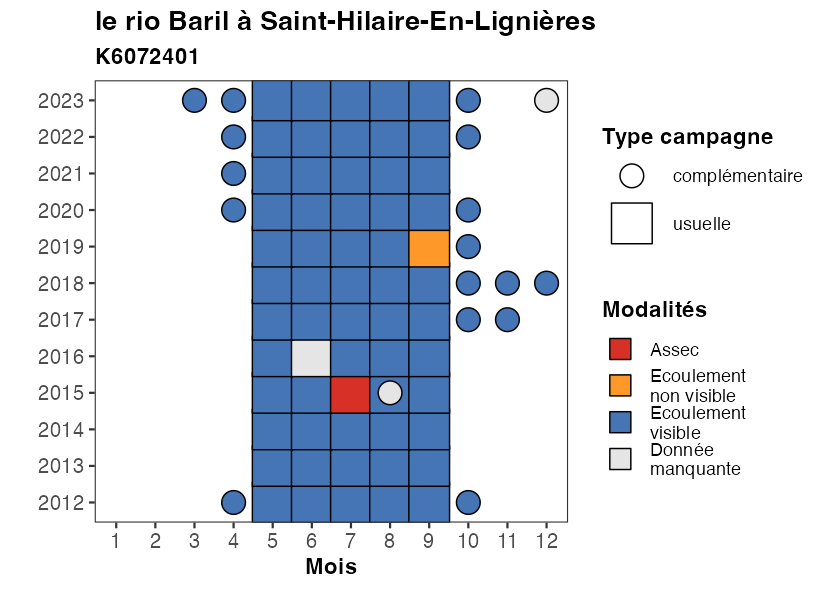 le rio Baril à Saint-Hilaire-En-Lignières
K6072401
2023
2022
2021
2020
2019
2018
2017
2016
2015
2014
2013
2012
1 2 3 4 5 6 7 8 9 10 11 12
Mois
Type campagne
complémentaire
usuelle
Modalités
Assec
Ecoulement
non visible
Ecoulement
visible
Donnée
manquante